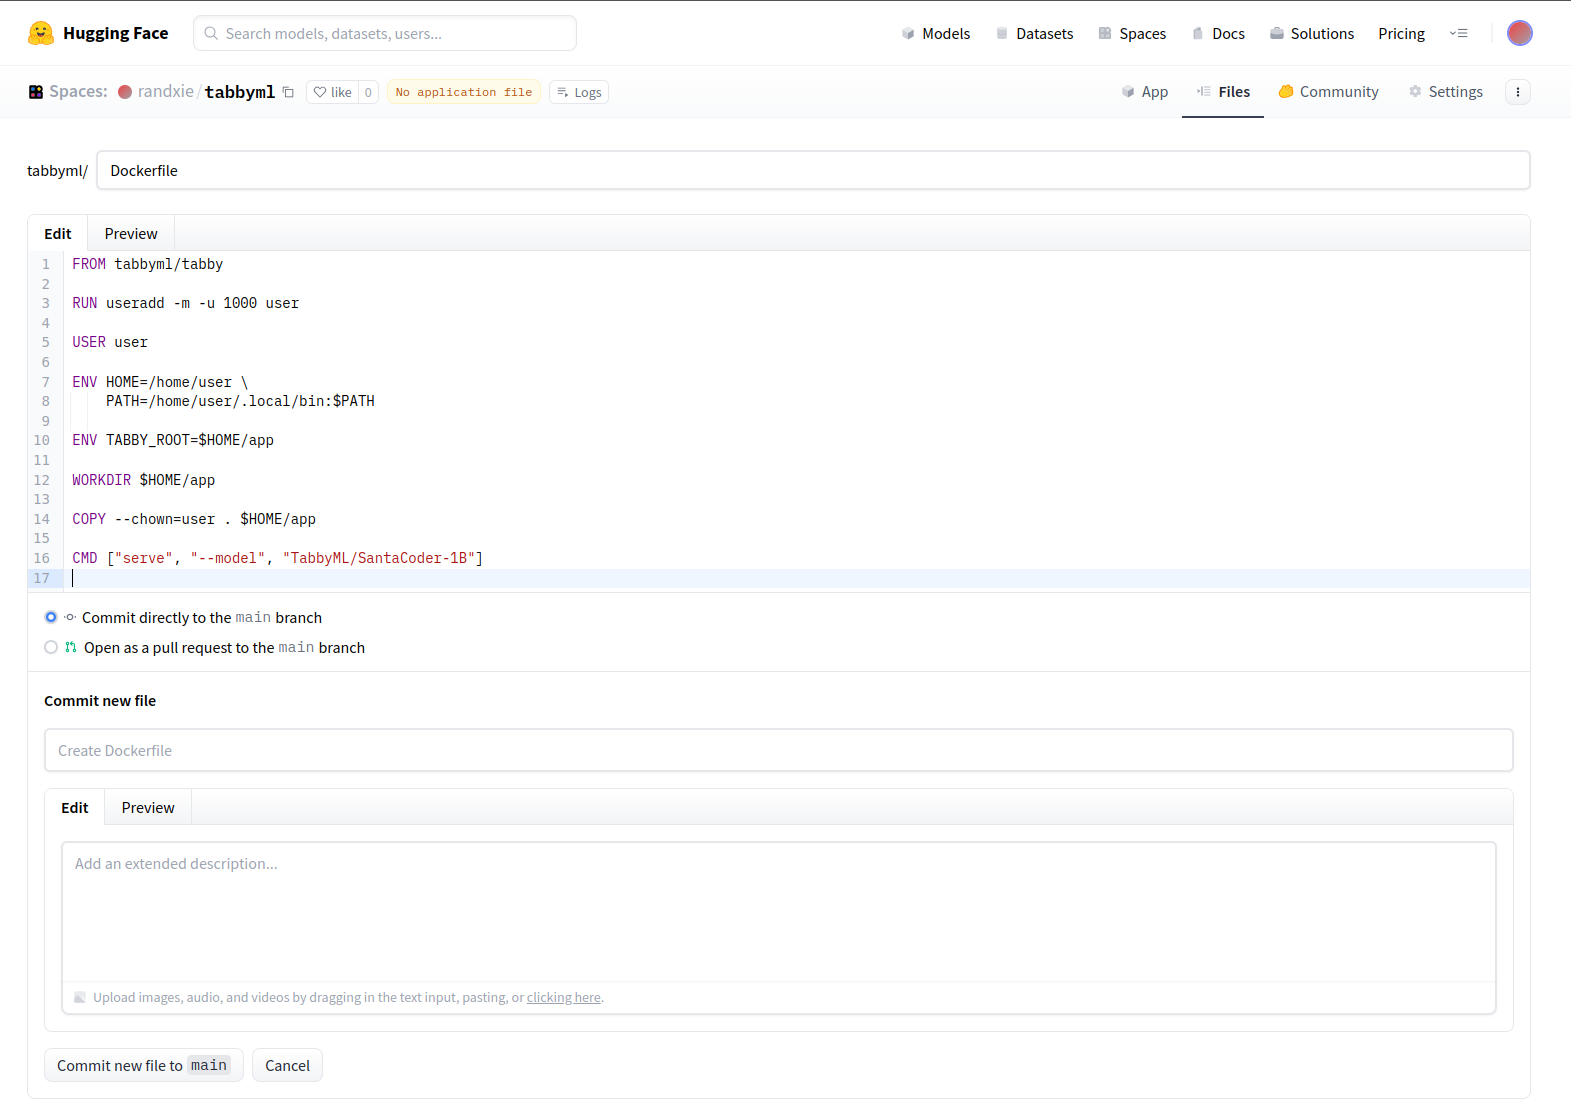 Hugging Face
Search models, datasets, users...
Models
Datasets
Spaces
Docs
Solutions
Pricing
Spaces:
randxie/tabbyml
like 0
No application file
Logs
App
Files
Community
Settings
tabbyml/
Dockerfile
Edit
Preview
1 FROM tabbyml/tabby
2
3 RUN useradd -m -u 1000 user
4
5 USER user
6
7 ENV HOME=/home/user \
8     PATH=/home/user/.local/bin:$PATH
9
10 ENV TABBY_ROOT=$HOME/app
11
12 WORKDIR $HOME/app
13
14 COPY --chown=user . $HOME/app
15
16 CMD ["serve", "--model", "TabbyML/SantaCoder-1B"]
17
Commit directly to the main branch
Open as a pull request to the main branch
Commit new file
Create Dockerfile
Edit
Preview
Add an extended description...
Upload images, audio, and videos by dragging in the text input, pasting, or clicking here.
Commit new file to main
Cancel